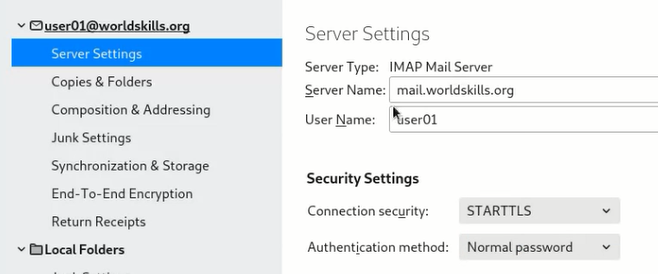 user01@worldskills.org
Server Settings
Copies & Folders
Composition & Addressing
Junk Settings
Synchronization & Storage
End-To-End Encryption
Return Receipts
Local Folders
Server Settings
Server Type: IMAP Mail Server
Server Name: mail.worldskills.org
User Name: user01
Security Settings
Connection security: STARTTLS
Authentication method: Normal password